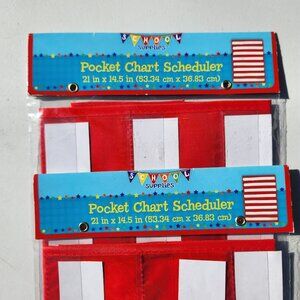 SCHOOL
supplies
Pocket Chart Scheduler
21 in x 14.5 in (53.34 cm x 36.83 cm)
SCHOOL
supplies
Pocket Chart Scheduler
21 in x 14.5 in (53.34 cm x 36.83 cm)